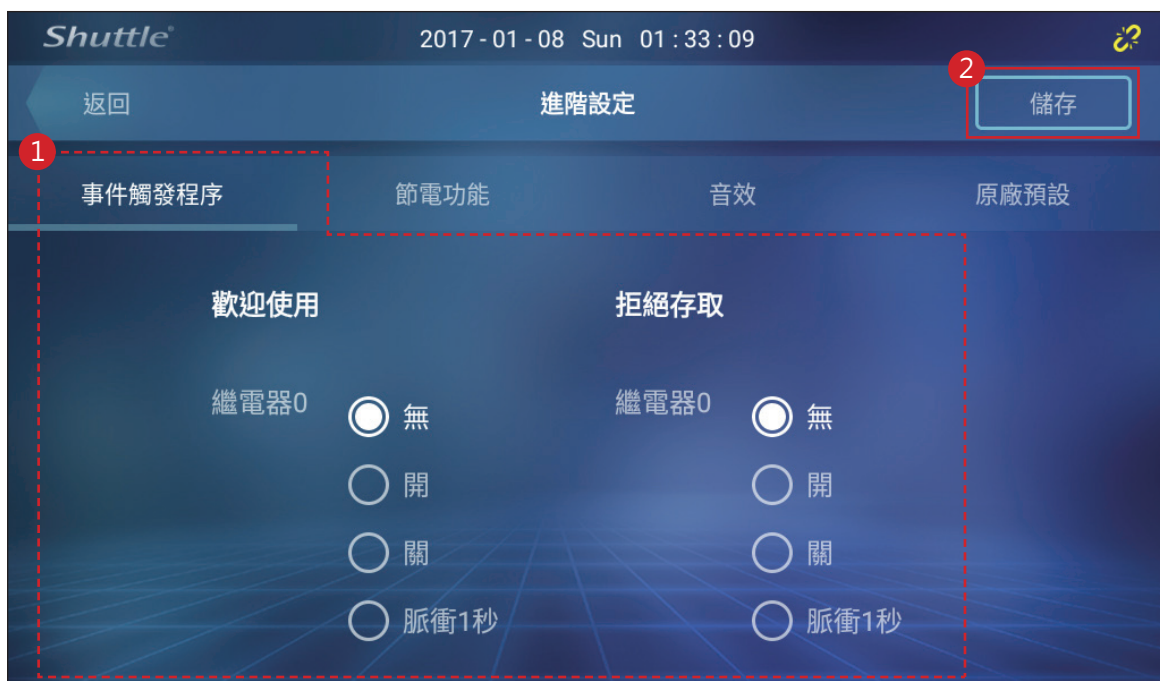 Shuttle® 2017-01-08 Sun 01:33:09
2
返回 進階設定 儲存
1
事件觸發程序 節電功能 音效 原廠預設
歡迎使用 拒絕存取
繼電器0 無 繼電器0 無
開 開
關 關
脈衝1秒 脈衝1秒